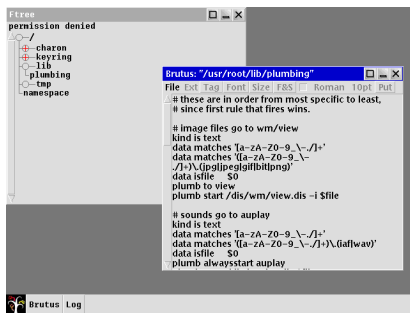 Ftree
permission denied
/
charon
keyring
lib
plumbing
tmp
namespace
Brutus: "/usr/root/lib/plumbing"
File Ext Tag Font Size F&S Roman 10pt Put
# these are in order from most specific to least,
# since first rule that fires wins.
# image files go to wm/view
kind is text
data matches '[a-zA-Z0-9_\-./]+'
data matches '([a-zA-Z0-9_\-
./]+)\.(jpg|jpeg|gif|bit|png)'
data isfile $0
plumb to view
plumb start /dis/wm/view.dis -i $file
# sounds go to auplay
kind is text
data matches '[a-zA-Z0-9_\-./]+'
data matches '([a-zA-Z0-9_\-./]+)\.(iaf|wav)'
data isfile $0
plumb alwaysstart auplay
Brutus Log